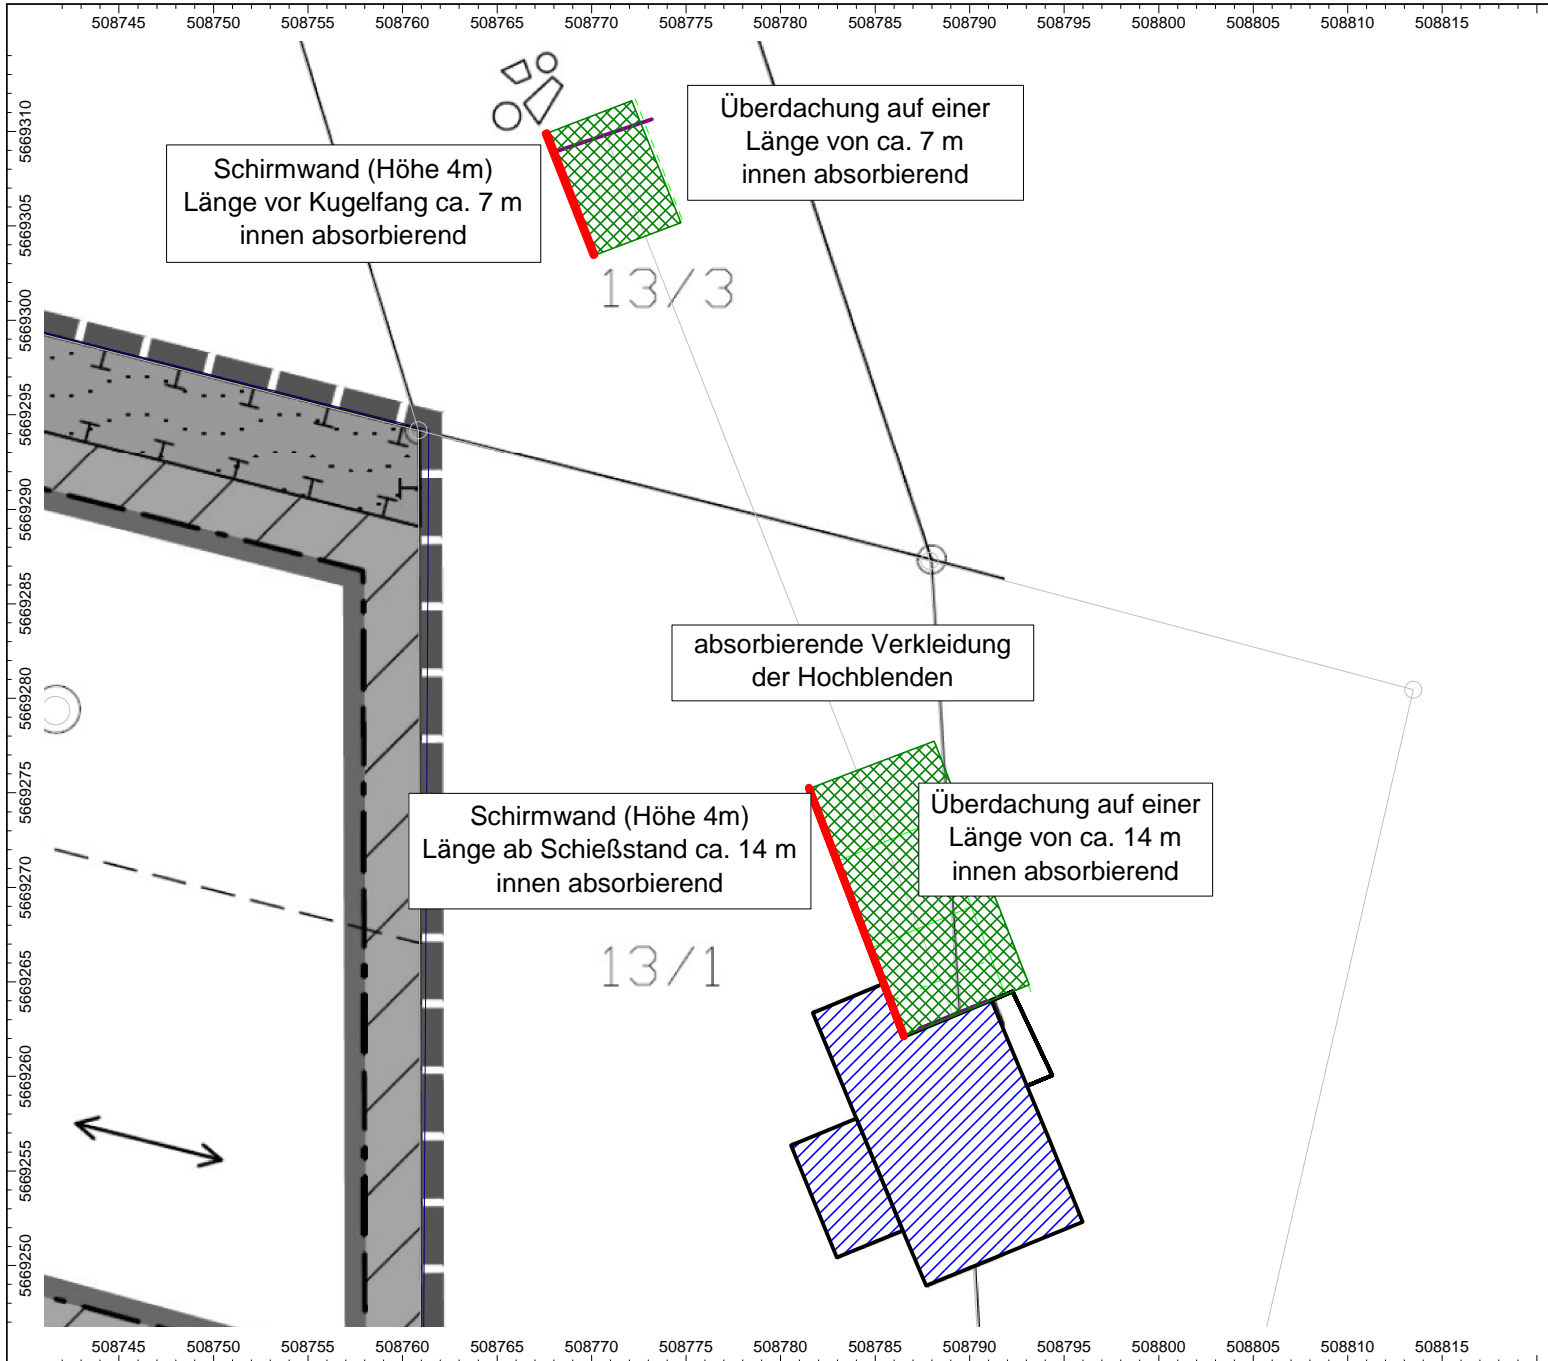 508745 508750 508755 508760 508765 508770 508775 508780 508785 508790 508795 508800 508805 508810 508815
5669310
5669305
5669300
5669295
5669290
5669285
5669280
5669275
5669270
5669265
5669260
5669255
5669250
Überdachung auf einer
Länge von ca. 7 m
innen absorbierend
Schirmwand (Höhe 4m)
Länge vor Kugelfang ca. 7 m
innen absorbierend
13/3
absorbierende Verkleidung
der Hochblenden
Schirmwand (Höhe 4m)
Länge ab Schießstand ca. 14 m
innen absorbierend
Überdachung auf einer
Länge von ca. 14 m
innen absorbierend
13/1
508745 508750 508755 508760 508765 508770 508775 508780 508785 508790 508795 508800 508805 508810 508815